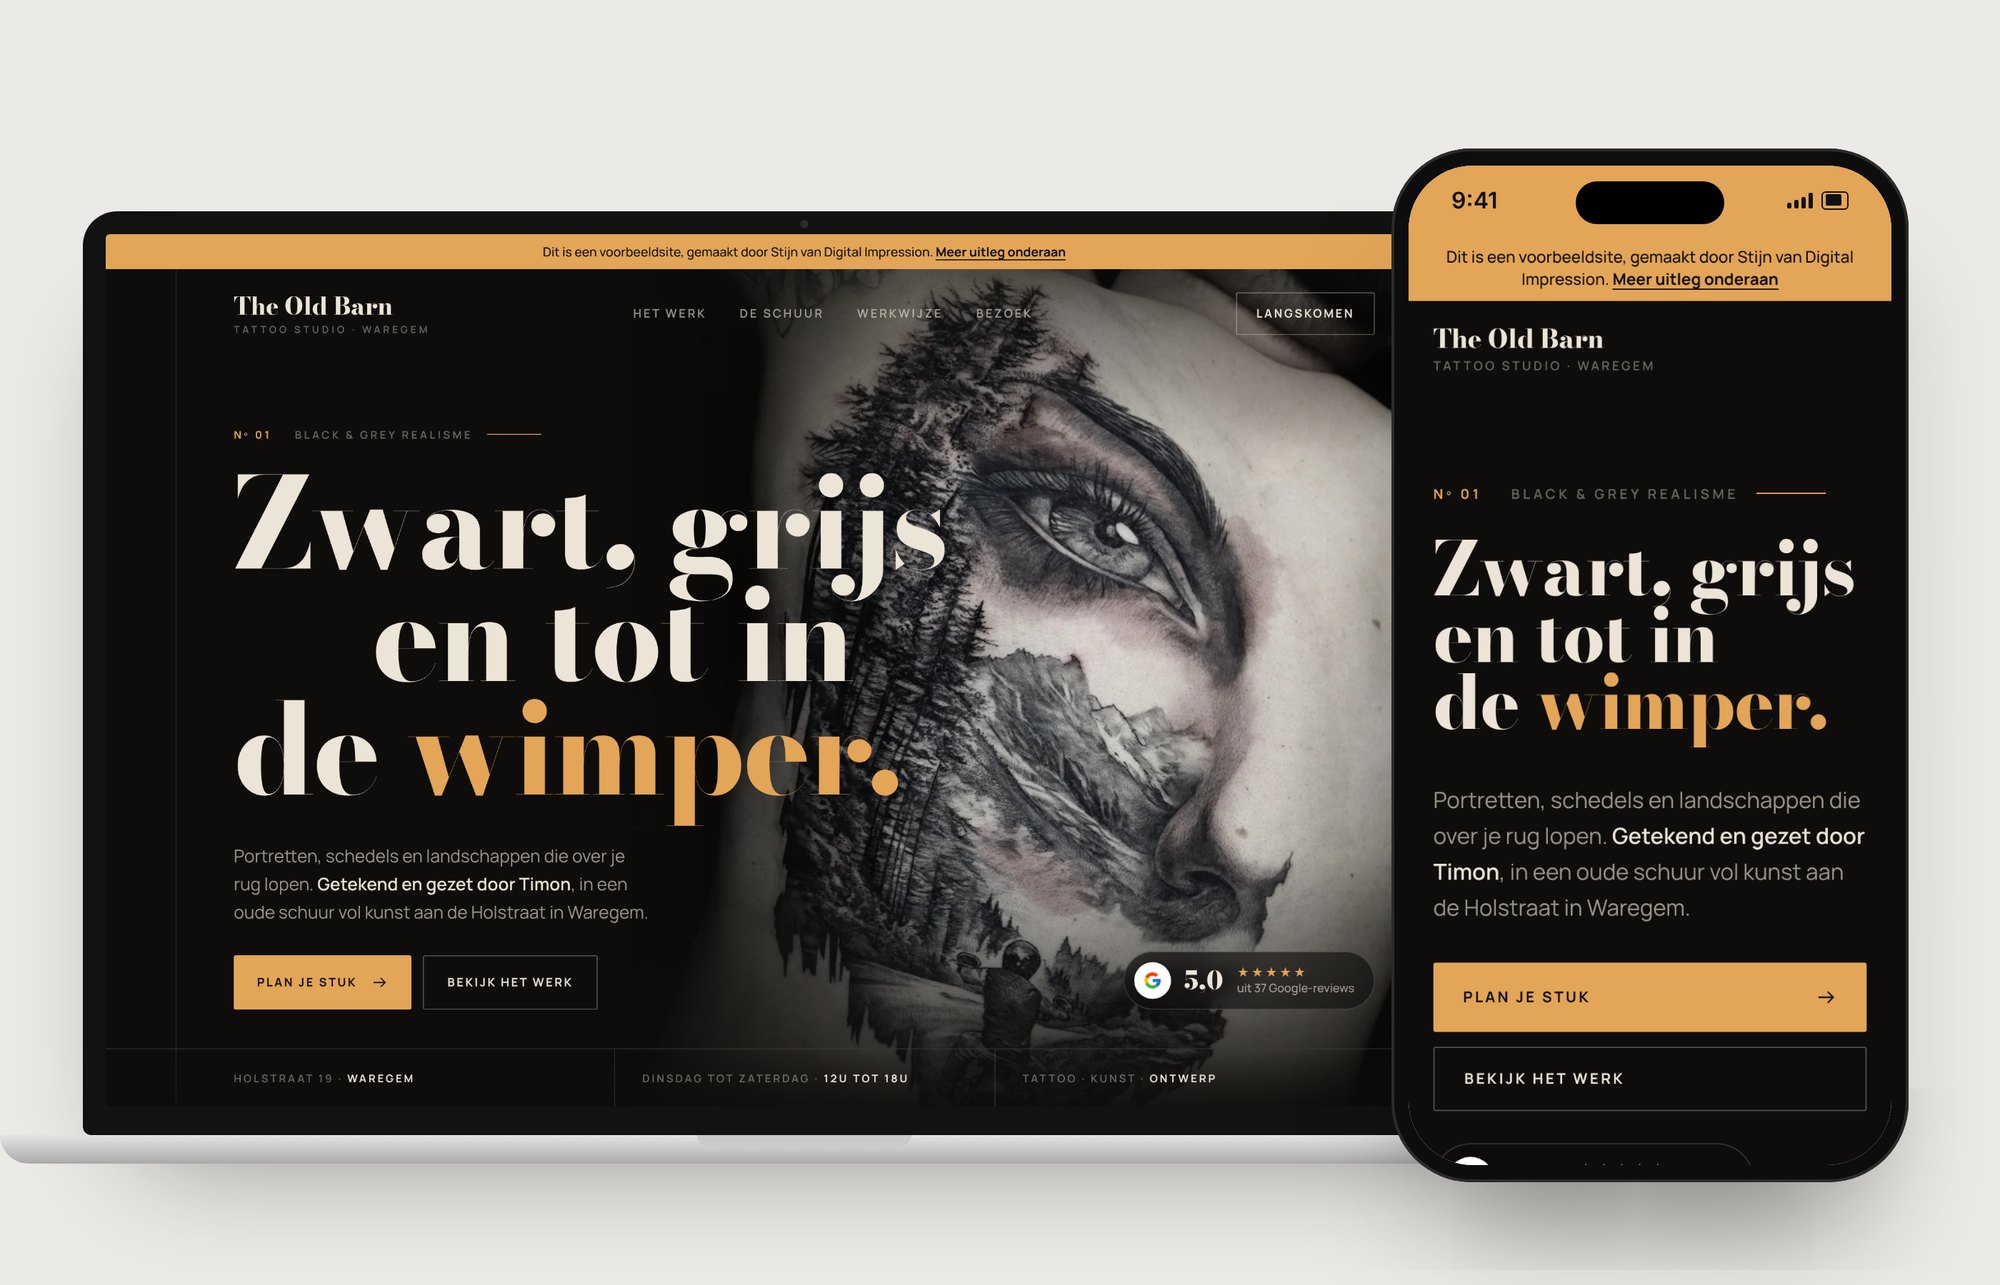 Dit is een voorbeeldsite, gemaakt door Stijn van Digital Impression. Meer uitleg onderaan
The Old Barn
TATTOO STUDIO · WAREGEM
HET WERK DE SCHUUR WERKWIJZE BEZOEK
LANGSKOMEN
Nº 01 BLACK & GREY REALISME
Zwart, grijs
en tot in
de wimper.
Portretten, schedels en landschappen die over je
rug lopen. Getekend en gezet door Timon, in een
oude schuur vol kunst aan de Holstraat in Waregem.
PLAN JE STUK →
BEKIJK HET WERK
G 5.0 ★★★★★
uit 37 Google-reviews
HOLSTRAAT 19 · WAREGEM
DINSDAG TOT ZATERDAG · 12U TOT 18U
TATTOO · KUNST · ONTWERP
9:41
Dit is een voorbeeldsite, gemaakt door Stijn van Digital
Impression. Meer uitleg onderaan
The Old Barn
TATTOO STUDIO · WAREGEM
Nº 01 BLACK & GREY REALISME
Zwart, grijs
en tot in
de wimper.
Portretten, schedels en landschappen die
over je rug lopen. Getekend en gezet door
Timon, in een oude schuur vol kunst aan
de Holstraat in Waregem.
PLAN JE STUK →
BEKIJK HET WERK